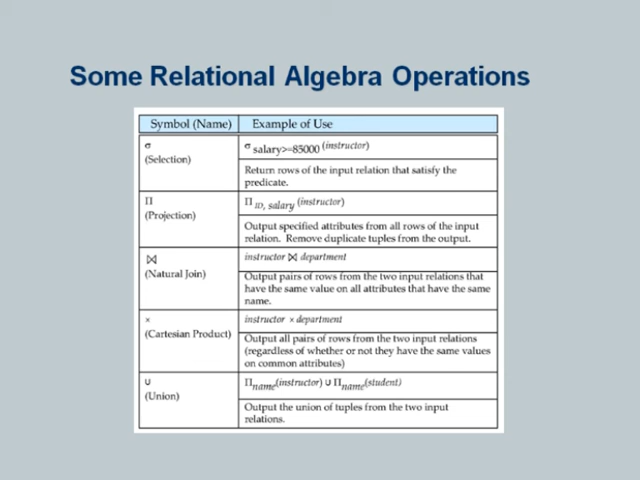 Some Relational Algebra Operations
Symbol (Name) Example of Use
σ
(Selection)
σ salary>=85000 (instructor)
Return rows of the input relation that satisfy the
predicate.
Π
(Projection)
Π ID, salary (instructor)
Output specified attributes from all rows of the input
relation. Remove duplicate tuples from the output.
⋈
(Natural Join)
instructor ⋈ department
Output pairs of rows from the two input relations that
have the same value on all attributes that have the same
name.
×
(Cartesian Product)
instructor × department
Output all pairs of rows from the two input relations
(regardless of whether or not they have the same values
on common attributes)
∪
(Union)
Π name (instructor) ∪ Π name (student)
Output the union of tuples from the two input
relations.